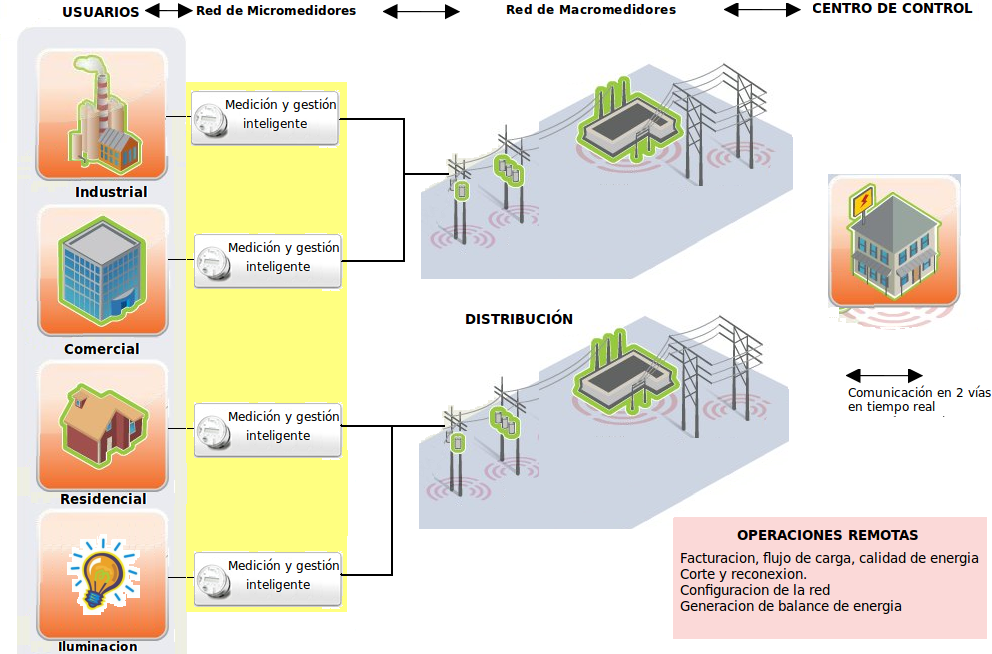 USUARIOS
Red de Micromedidores
Red de Macromedidores
CENTRO DE CONTROL
Medición y gestión
inteligente
Industrial
Medición y gestión
inteligente
Comercial
DISTRIBUCIÓN
Comunicación en 2 vías
en tiempo real
Medición y gestión
inteligente
Residencial
Medición y gestión
inteligente
Iluminacion
OPERACIONES REMOTAS
Facturacion, flujo de carga, calidad de energia
Corte y reconexion.
Configuracion de la red
Generacion de balance de energia